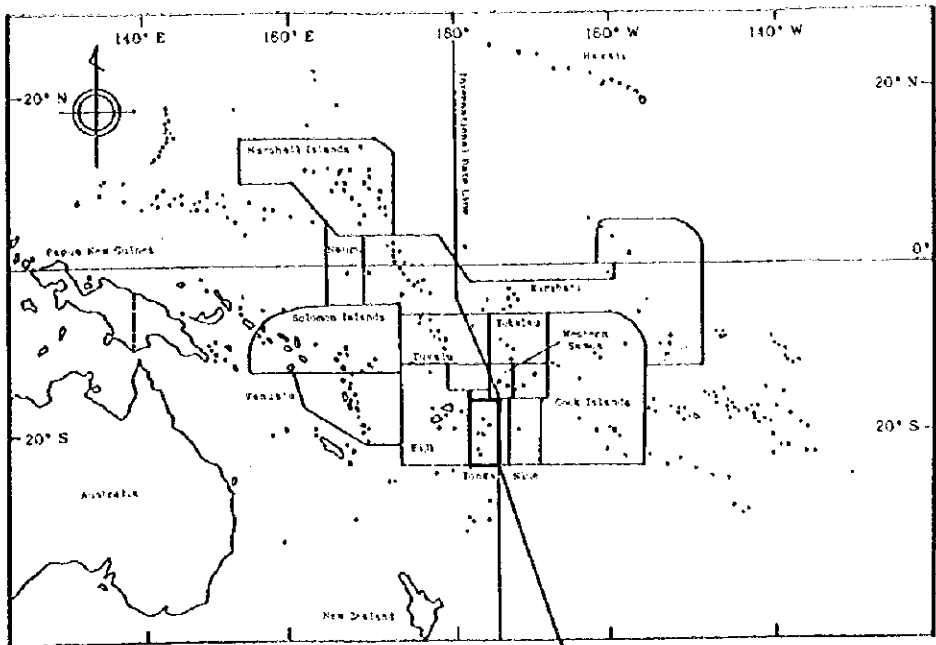 140° E
160° E
180°
160° W
140° W
Hawaii
20° N
20° N
International Date Line
Marshall Islands
0°
Papua New Guinea
Nauru
Kiribati
Solomon Islands
Tokelau
Western
Samoa
Tuvalu
Vanuatu
Cook Islands
20° S
Fiji
20° S
Tonga
Niue
Australia
New Zealand